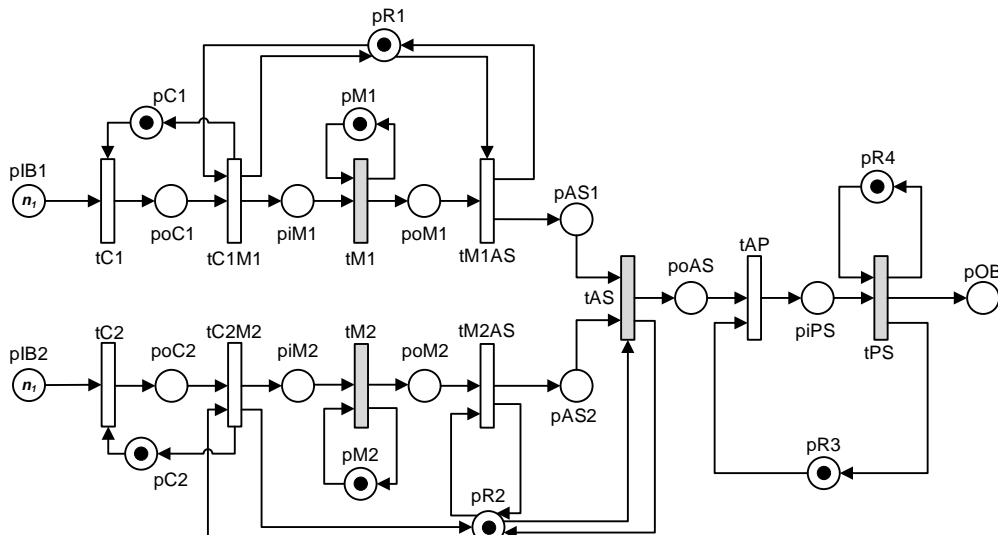 pR1
pC1
pM1
pIB1
pR4
n1
pAS1
poC1
piM1
poM1
tAP
tC1
tC1M1
tM1
tM1AS
poAS
pOB
tAS
tC2
tC2M2
tM2
tM2AS
pIB2
poC2
piM2
poM2
piPS
tPS
n1
pAS2
pM2
pR3
pC2
pR2